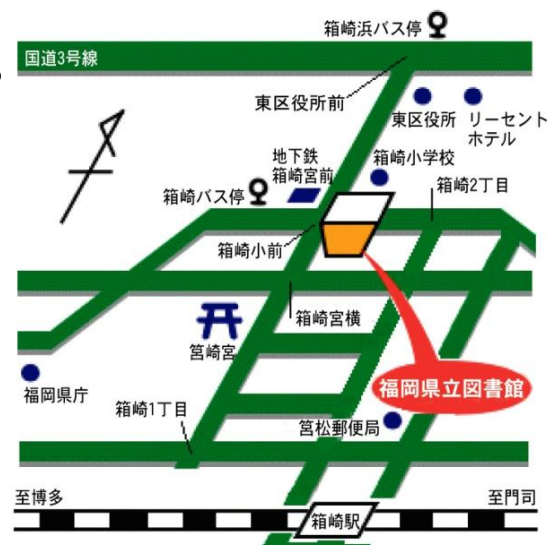 箱崎浜バス停
国道3号線
東区役所前
東区役所
リーセント
ホテル
地下鉄
箱崎宮前
箱崎小学校
箱崎バス停
箱崎2丁目
箱崎小前
箱崎宮横
筥崎宮
福岡県庁
福岡県立図書館
箱崎1丁目
筥松郵便局
至博多
至門司
箱崎駅